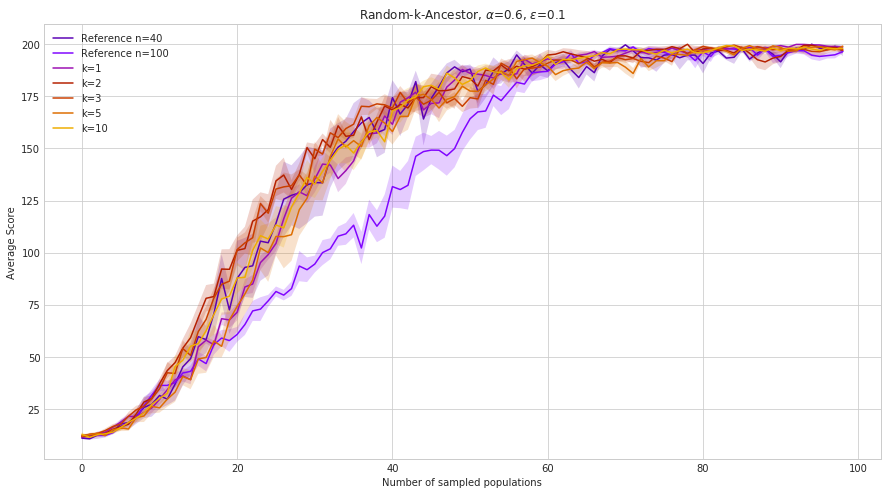 Random-k-Ancestor, α=0.6, ε=0.1
Reference n=40
Reference n=100
k=1
k=2
k=3
k=5
k=10
200
175
150
125
100
75
50
25
Average Score
0 20 40 60 80 100
Number of sampled populations